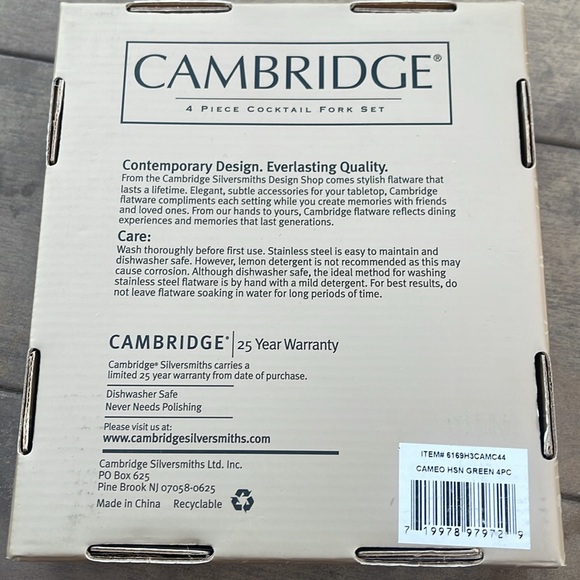 CAMBRIDGE®
4 PIECE COCKTAIL FORK SET
Contemporary Design. Everlasting Quality.
From the Cambridge Silversmiths Design Shop comes stylish flatware that
lasts a lifetime. Elegant, subtle accessories for your tabletop, Cambridge
flatware compliments each setting while you create memories with friends
and loved ones. From our hands to yours, Cambridge flatware reflects dining
experiences and memories that last generations.
Care:
Wash thoroughly before first use. Stainless steel is easy to maintain and
dishwasher safe. However, lemon detergent is not recommended as this may
cause corrosion. Although dishwasher safe, the ideal method for washing
stainless steel flatware is by hand with a mild detergent. For best results, do
not leave flatware soaking in water for long periods of time.
CAMBRIDGE® 25 Year Warranty
Cambridge® Silversmiths carries a
limited 25 year warranty from date of purchase.
Dishwasher Safe
Never Needs Polishing
Please visit us at:
www.cambridgesilversmiths.com
Cambridge Silversmiths Ltd. Inc.
PO Box 625
Pine Brook NJ 07058-0625
Made in China Recyclable
ITEM# 6169H3CAMC44
CAMEO HSN GREEN 4PC
7 19978 97972 9